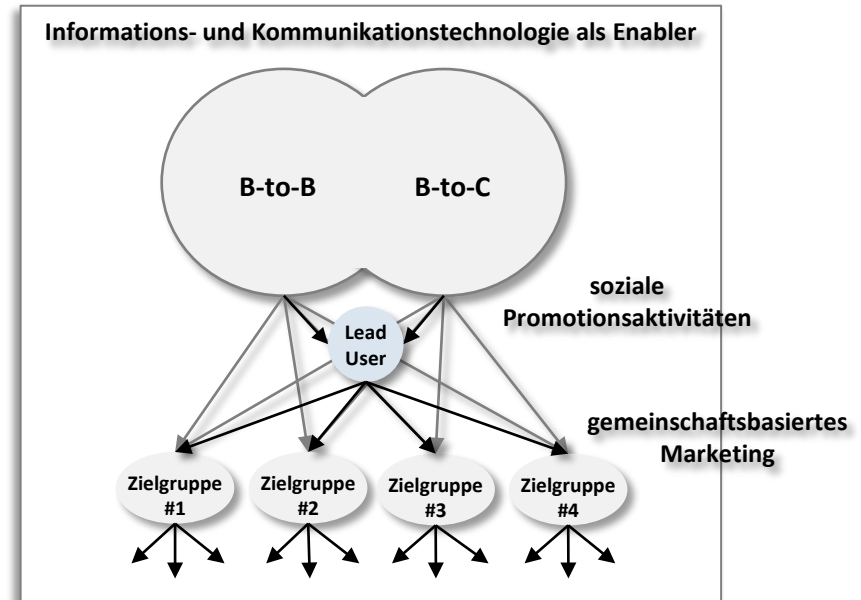 Informations- und Kommunikationstechnologie als Enabler
B-to-B
B-to-C
soziale
Promotionsaktivitäten
Lead
User
gemeinschaftsbasiertes
Marketing
Zielgruppe
#1
Zielgruppe
#2
Zielgruppe
#3
Zielgruppe
#4